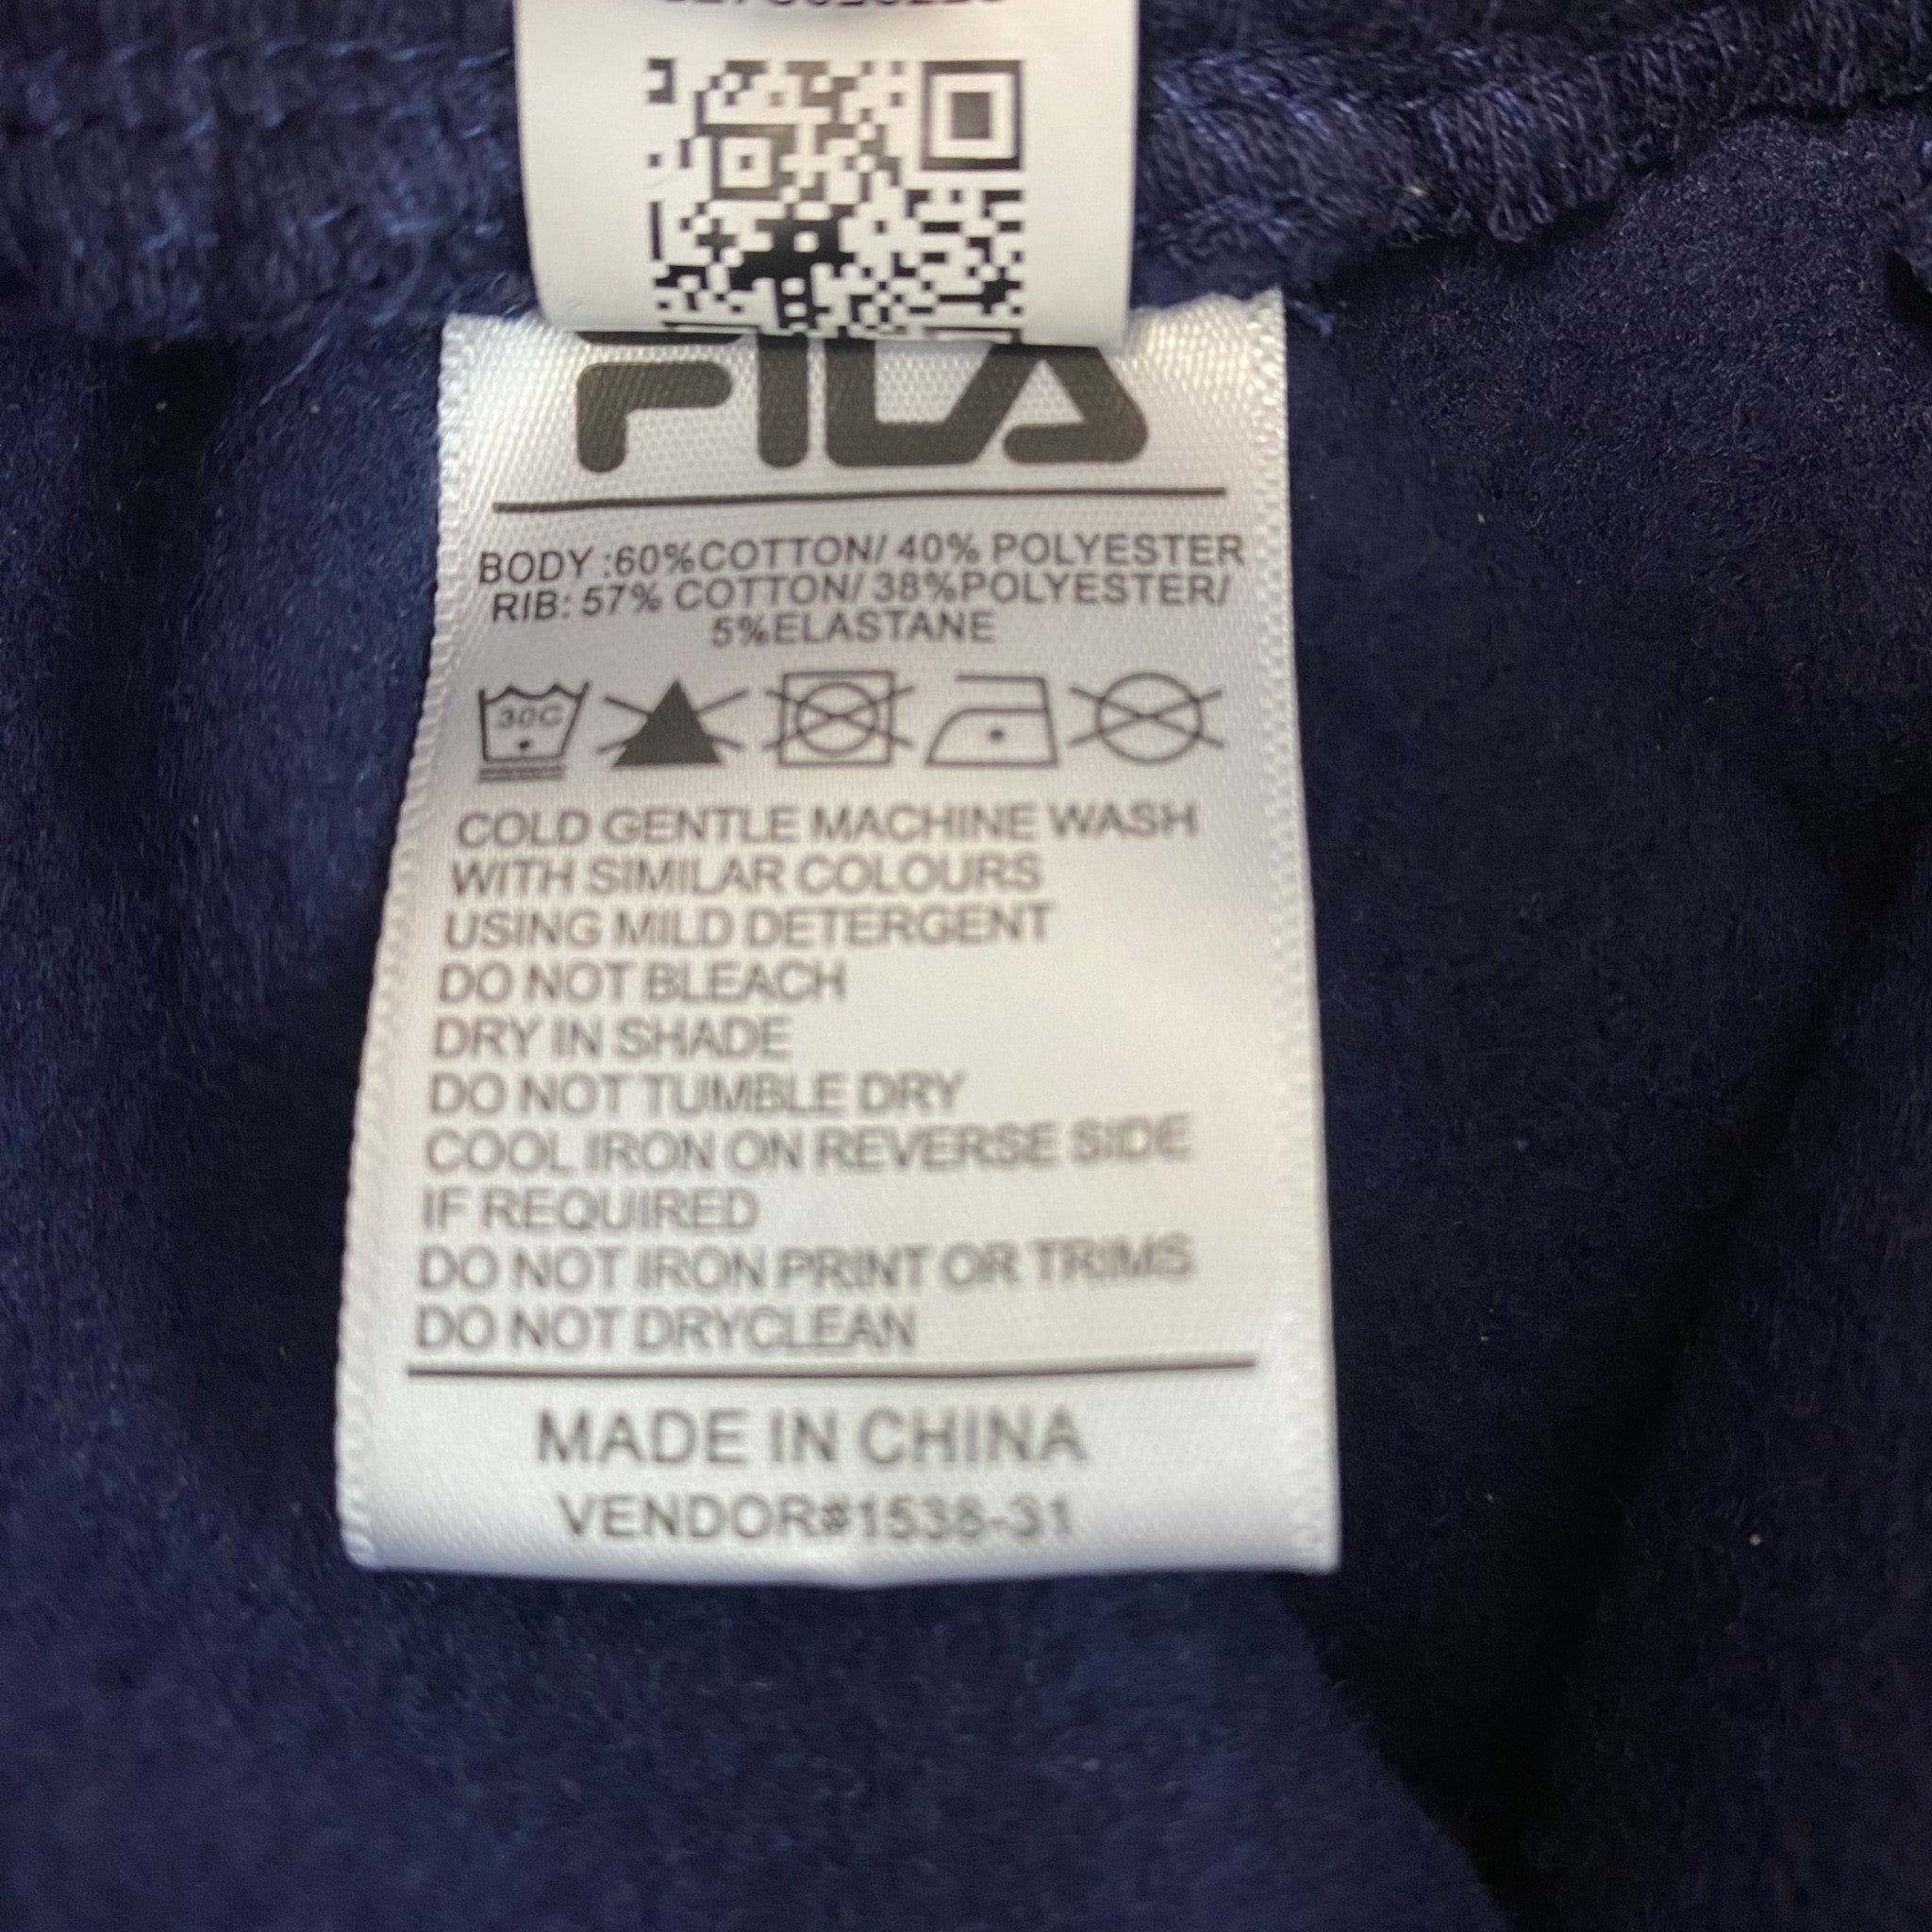 FILA
BODY :60%COTTON/ 40% POLYESTER
RIB: 57% COTTON/ 38%POLYESTER/
5%ELASTANE
30C
COLD GENTLE MACHINE WASH
WITH SIMILAR COLOURS
USING MILD DETERGENT
DO NOT BLEACH
DRY IN SHADE
DO NOT TUMBLE DRY
COOL IRON ON REVERSE SIDE
IF REQUIRED
DO NOT IRON PRINT OR TRIMS
DO NOT DRYCLEAN
MADE IN CHINA
VENDOR#1538-31